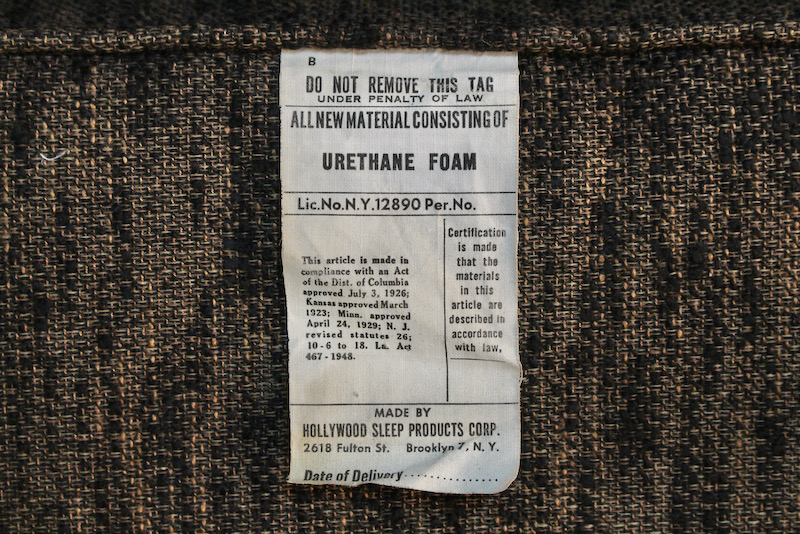 B
DO NOT REMOVE THIS TAG
UNDER PENALTY OF LAW
ALL NEW MATERIAL CONSISTING OF
URETHANE FOAM
Lic.No.N.Y.12890 Per.No.
This article is made in
compliance with an Act
of the Dist. of Columbia
approved July 3, 1926;
Kansas approved March
1923; Minn. approved
April 24, 1929; N. J.
revised statutes 26;
10-6 to 18. La. Act
467-1948.
Certification
is made
that the
materials
in this
article are
described in
accordance
with law.
MADE BY
HOLLYWOOD SLEEP PRODUCTS CORP.
2618 Fulton St. Brooklyn 7, N. Y.
Date of Delivery...............